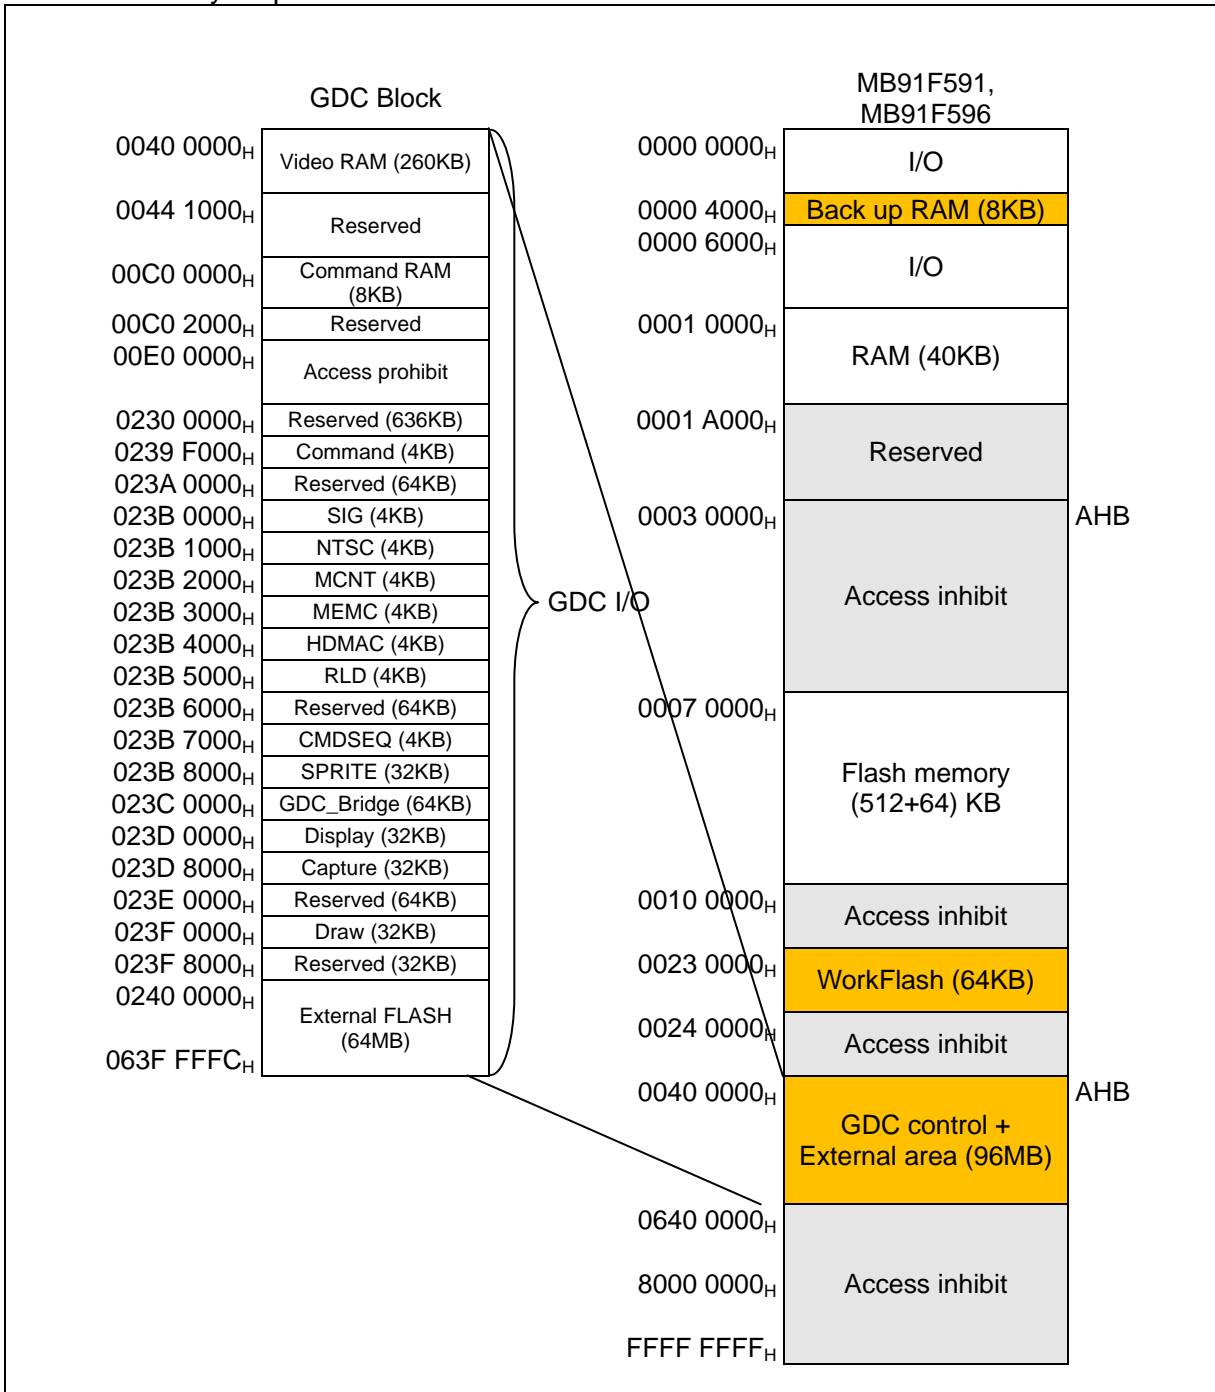 GDC Block
0040 0000H
Video RAM (260KB)
0044 1000H
Reserved
00C0 0000H
Command RAM
(8KB)
00C0 2000H
Reserved
00E0 0000H
Access prohibit
0230 0000H
Reserved (636KB)
0239 F000H
Command (4KB)
023A 0000H
Reserved (64KB)
023B 0000H
SIG (4KB)
023B 1000H
NTSC (4KB)
023B 2000H
MCNT (4KB)
023B 3000H
MEMC (4KB)
023B 4000H
HDMAC (4KB)
023B 5000H
RLD (4KB)
023B 6000H
Reserved (64KB)
023B 7000H
CMDSEQ (4KB)
023B 8000H
SPRITE (32KB)
023C 0000H
GDC_Bridge (64KB)
023D 0000H
Display (32KB)
023D 8000H
Capture (32KB)
023E 0000H
Reserved (64KB)
023F 0000H
Draw (32KB)
023F 8000H
Reserved (32KB)
0240 0000H
External FLASH
(64MB)
063F FFFCH
GDC I/O
MB91F591,
MB91F596
0000 0000H
I/O
0000 4000H
Back up RAM (8KB)
0000 6000H
I/O
0001 0000H
RAM (40KB)
0001 A000H
Reserved
0003 0000H
AHB
Access inhibit
0007 0000H
Flash memory
(512+64) KB
0010 0000H
Access inhibit
0023 0000H
WorkFlash (64KB)
0024 0000H
Access inhibit
0040 0000H
AHB
GDC control +
External area (96MB)
0640 0000H
8000 0000H
Access inhibit
FFFF FFFFH